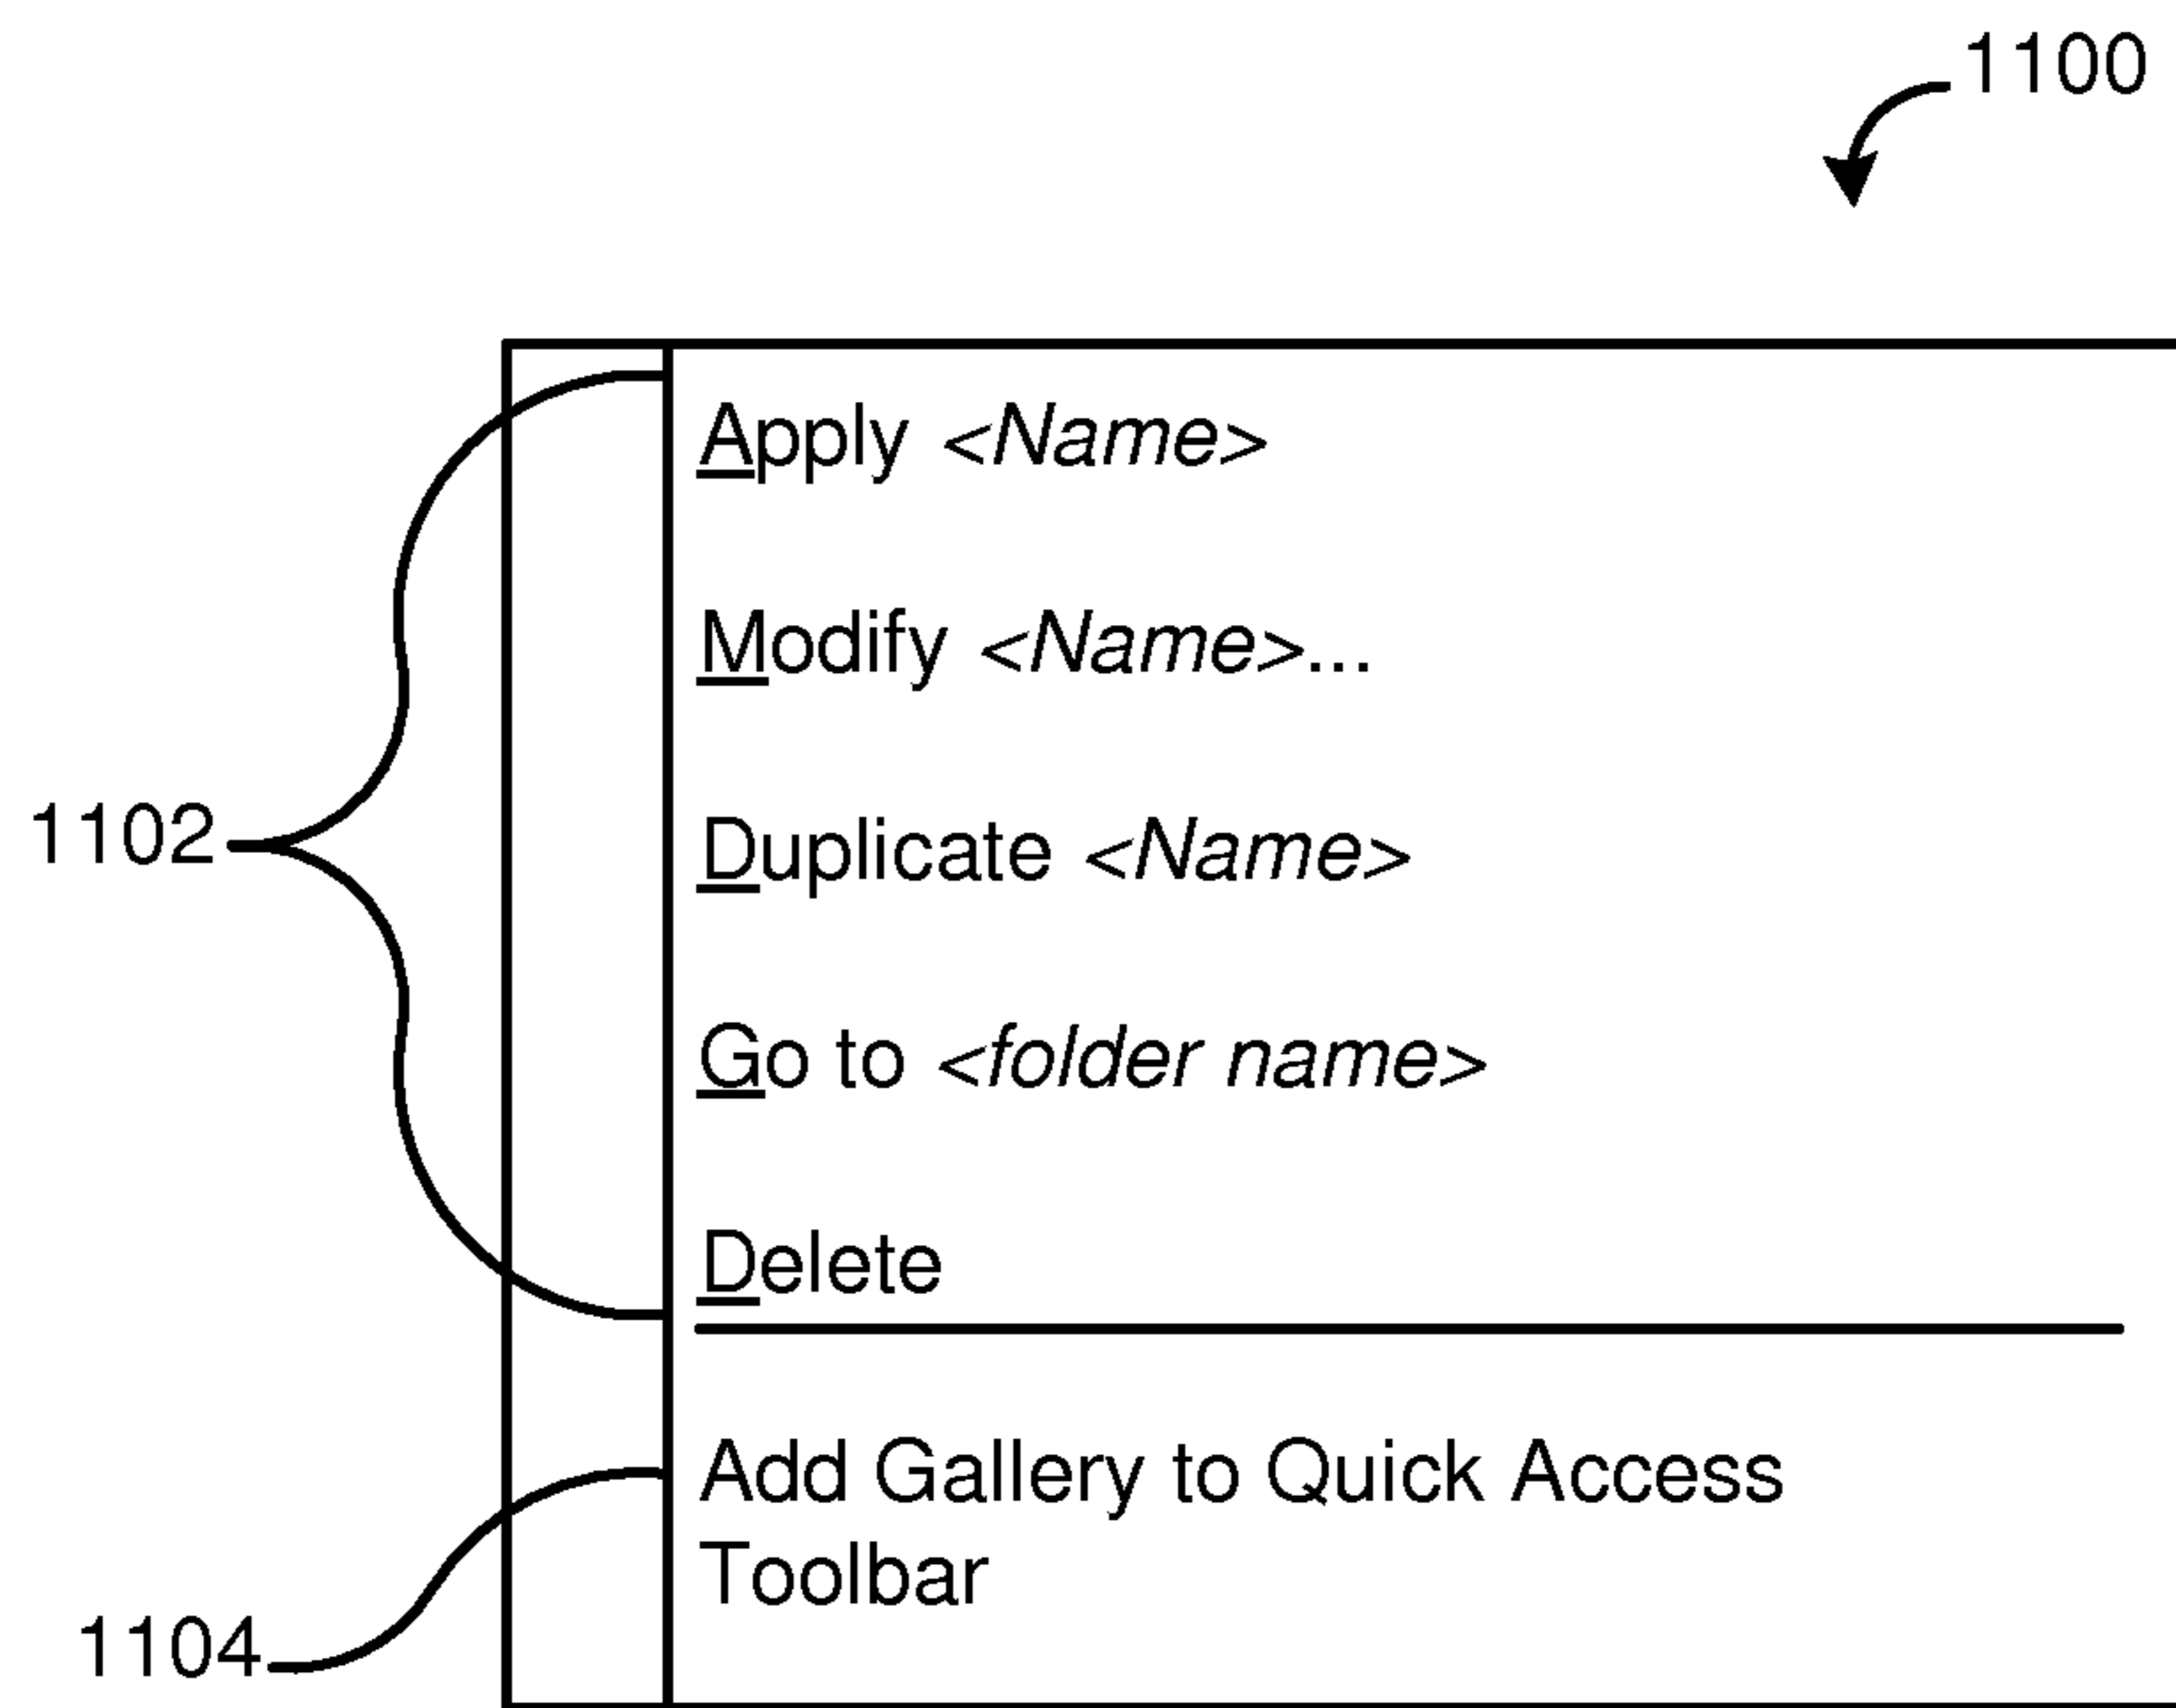 1100
Apply <Name>
Modify <Name>...
1102
Duplicate <Name>
Go to <folder name>
Delete
Add Gallery to Quick Access
Toolbar
1104